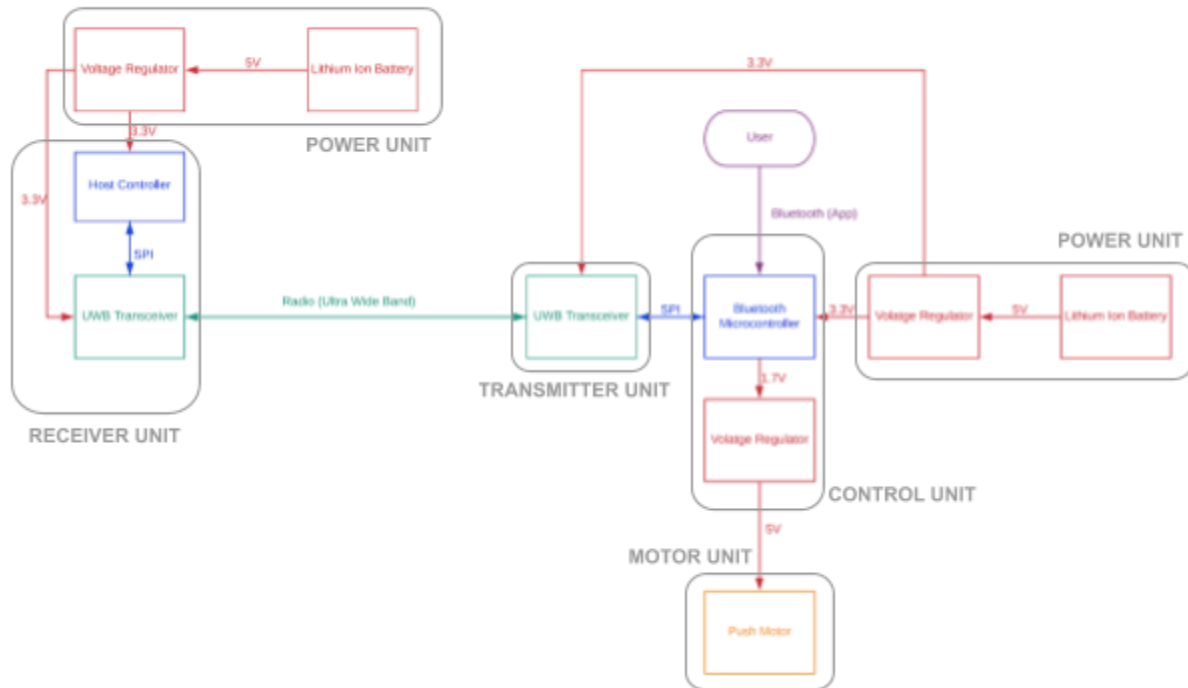 Voltage Regulator
5V
Lithium Ion Battery
POWER UNIT
3.3V
3.3V
Host Controller
SPI
UWB Transceiver
RECEIVER UNIT
Radio (Ultra Wide Band)
3.3V
User
Bluetooth (App)
POWER UNIT
UWB Transceiver
TRANSMITTER UNIT
SPI
Bluetooth
Microcontroller
3.3V
Volatge Regulator
5V
Lithium Ion Battery
1.7V
Volatge Regulator
CONTROL UNIT
5V
MOTOR UNIT
Push Motor